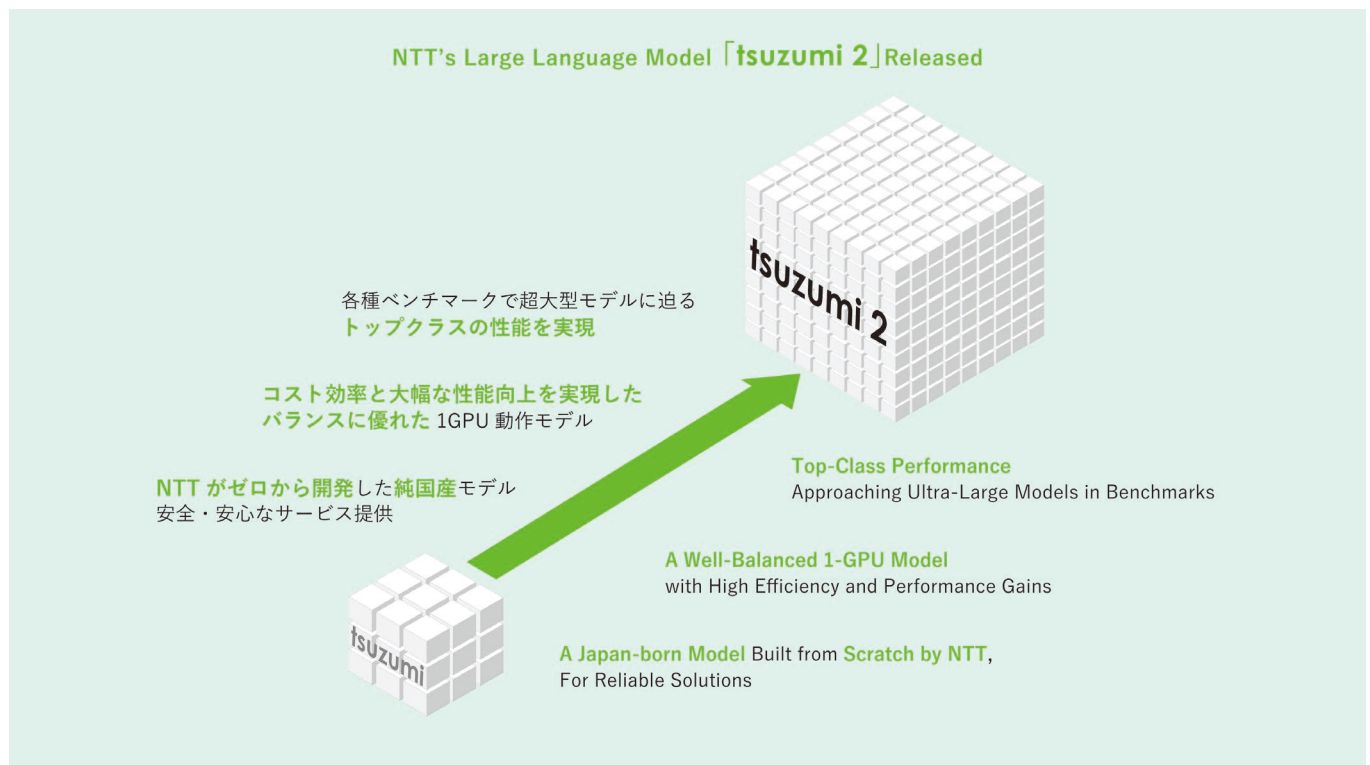 NTT's Large Language Model「tsuzumi 2」Released
tsuzumi 2
各種ベンチマークで超大型モデルに迫る
トップクラスの性能を実現
コスト効率と大幅な性能向上を実現した
バランスに優れた 1GPU 動作モデル
NTT がゼロから開発した純国産モデル
安全・安心なサービス提供
Top-Class Performance
Approaching Ultra-Large Models in Benchmarks
A Well-Balanced 1-GPU Model
with High Efficiency and Performance Gains
tsuzumi
A Japan-born Model Built from Scratch by NTT,
For Reliable Solutions